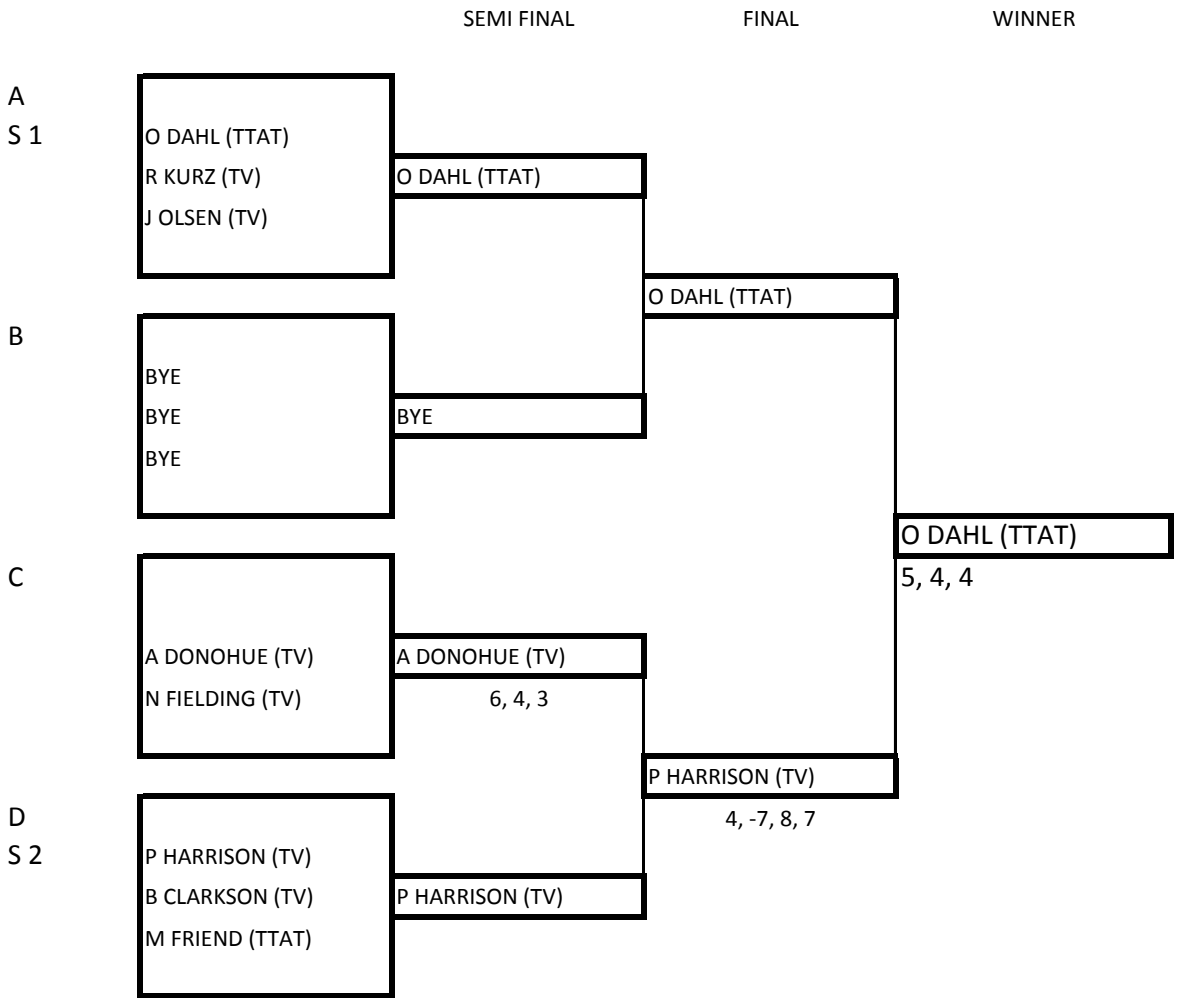 SEMI FINAL FINAL WINNER
A
S 1 O DAHL (TTAT)
R KURZ (TV) O DAHL (TTAT)
J OLSEN (TV)
O DAHL (TTAT)
B
BYE
BYE BYE
BYE
O DAHL (TTAT)
C 5, 4, 4
A DONOHUE (TV) A DONOHUE (TV)
N FIELDING (TV) 6, 4, 3
P HARRISON (TV)
D 4, -7, 8, 7
S 2 P HARRISON (TV)
B CLARKSON (TV) P HARRISON (TV)
M FRIEND (TTAT)